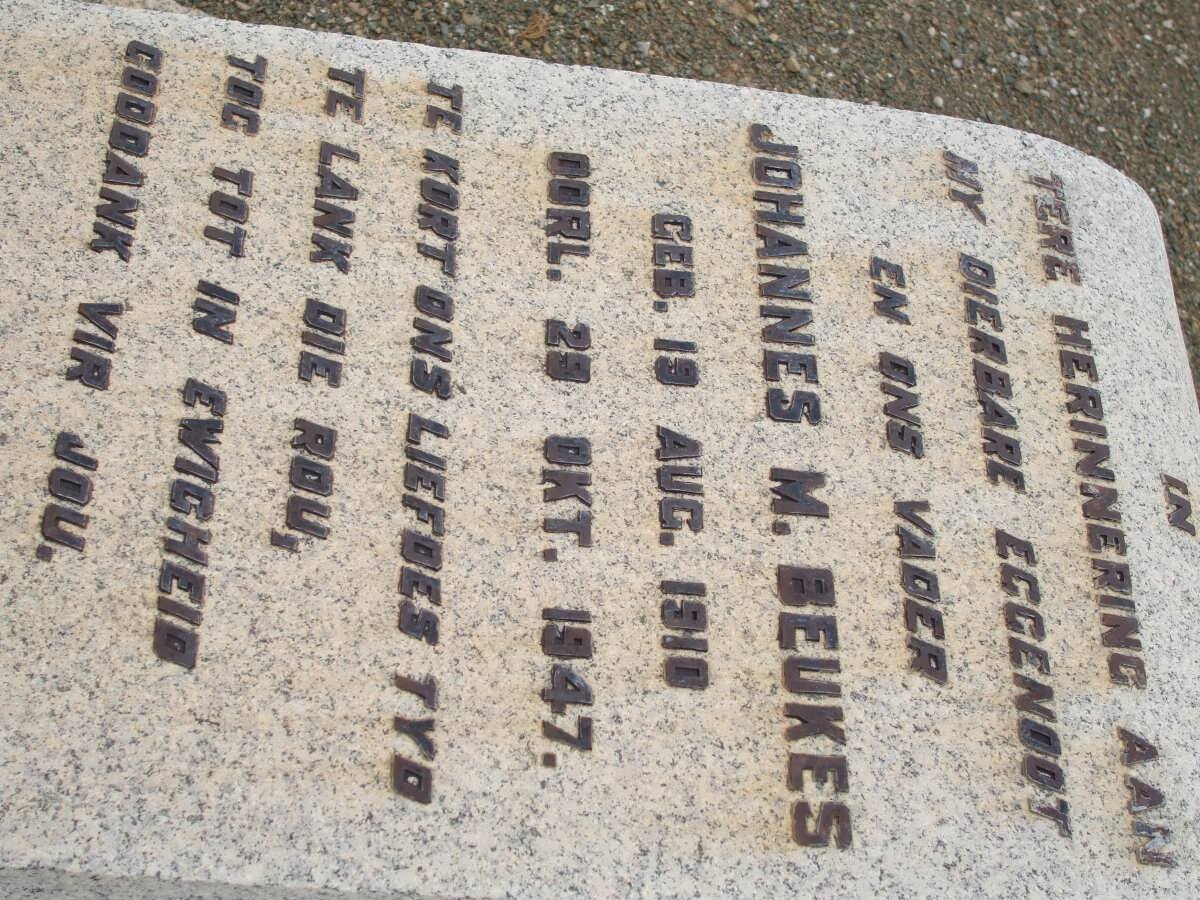 IN
TERE HERINNERING AAN
MY DIERBARE EGGENOOT
EN ONS VADER
JOHANNES M. BEUKES
GEB. 19 AUG. 1910
OORL. 29 OKT. 1947.
TE KORT ONS LIEFDES TYD
TE LANK DIE ROU,
TOG TOT IN EWIGHEID
GODDANK VIR JOU.